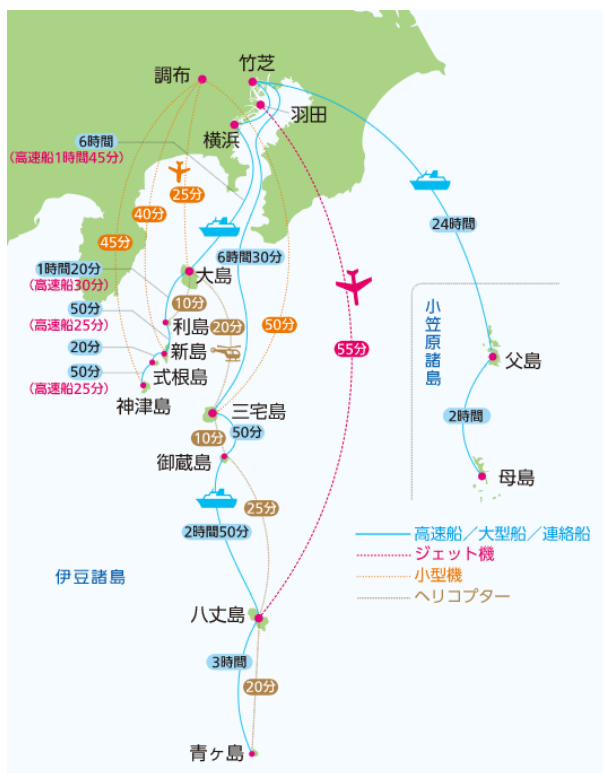 竹芝
調布
羽田
横浜
6時間
(高速船1時間45分)
25分
40分
45分
24時間
6時間30分
1時間20分
(高速船30分)
大島
10分
50分
(高速船25分)
利島
20分
50分
20分
新島
式根島
50分
(高速船25分)
神津島
55分
小笠原諸島
父島
2時間
母島
三宅島
10分
50分
御蔵島
25分
2時間50分
高速船/大型船/連絡船
ジェット機
小型機
ヘリコプター
伊豆諸島
八丈島
3時間
20分
青ヶ島